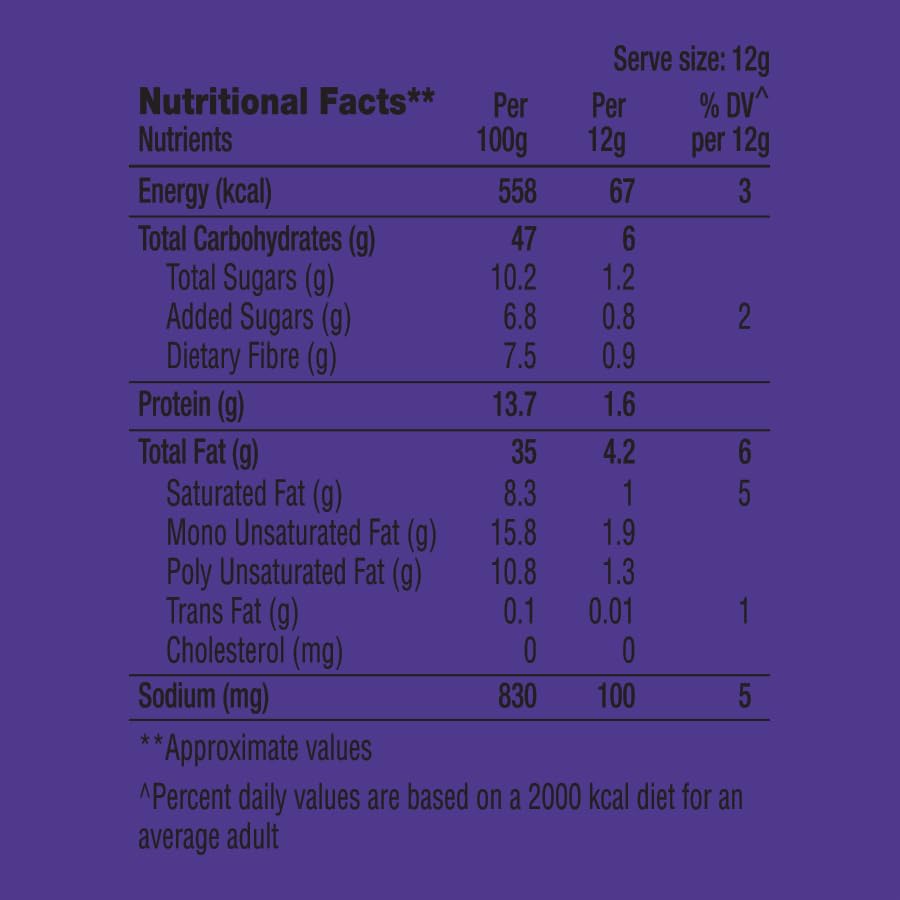 Serve size: 12g
Nutritional Facts** Per Per % DV^
Nutrients 100g 12g per 12g
Energy (kcal) 558 67 3
Total Carbohydrates (g) 47 6
Total Sugars (g) 10.2 1.2
Added Sugars (g) 6.8 0.8 2
Dietary Fibre (g) 7.5 0.9
Protein (g) 13.7 1.6
Total Fat (g) 35 4.2 6
Saturated Fat (g) 8.3 1 5
Mono Unsaturated Fat (g) 15.8 1.9
Poly Unsaturated Fat (g) 10.8 1.3
Trans Fat (g) 0.1 0.01 1
Cholesterol (mg) 0 0
Sodium (mg) 830 100 5
**Approximate values
^Percent daily values are based on a 2000 kcal diet for an
average adult